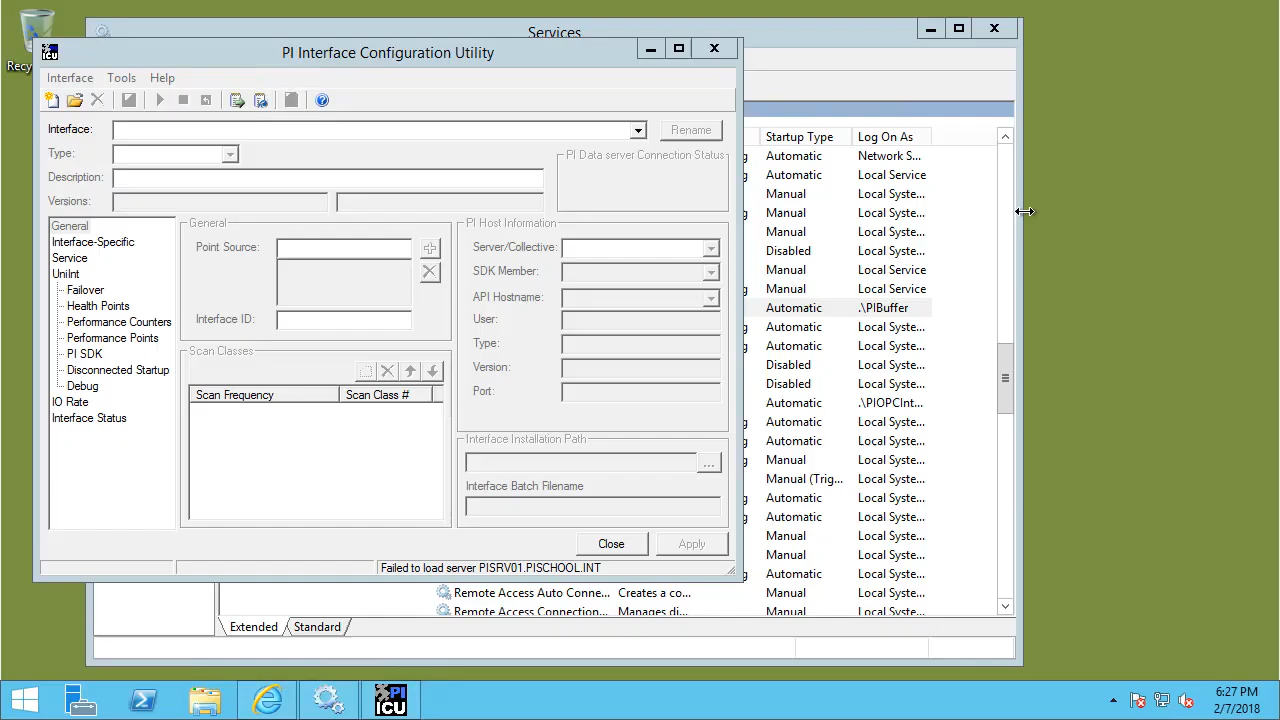 Services
PI Interface Configuration Utility
Interface Tools Help
Interface: Rename
Type: PI Data server Connection Status
Description:
Versions:
General
Interface-Specific
Service
UniInt
Failover
Health Points
Performance Counters
Performance Points
PI SDK
Disconnected Startup
Debug
IO Rate
Interface Status
General
Point Source:
Interface ID:
Scan Classes
Scan Frequency Scan Class #
PI Host Information
Server/Collective:
SDK Member:
API Hostname:
User:
Type:
Version:
Port:
Interface Installation Path
...
Interface Batch Filename
Close Apply
Failed to load server PISRV01.PISCHOOL.INT
Startup Type Log On As
Automatic Network S...
Automatic Local Service
Manual Local Syste...
Manual Local Syste...
Manual Local Syste...
Disabled Local Syste...
Manual Local Service
Manual Local Service
Automatic .\PIBuffer
Automatic Local Syste...
Automatic Local Syste...
Disabled Local Syste...
Disabled Local Syste...
Automatic .\PIOPCInt...
Automatic Local Syste...
Automatic Local Syste...
Manual Local Syste...
Manual (Trig... Local Syste...
Automatic Local Syste...
Automatic Local Syste...
Manual Local Syste...
Manual Local Syste...
Automatic Local Syste...
Remote Access Auto Conne... Creates a co... Manual Local Syste...
Remote Access Connection... Manages di... Manual Local Syste...
Extended Standard
PI ICU
6:27 PM
2/7/2018